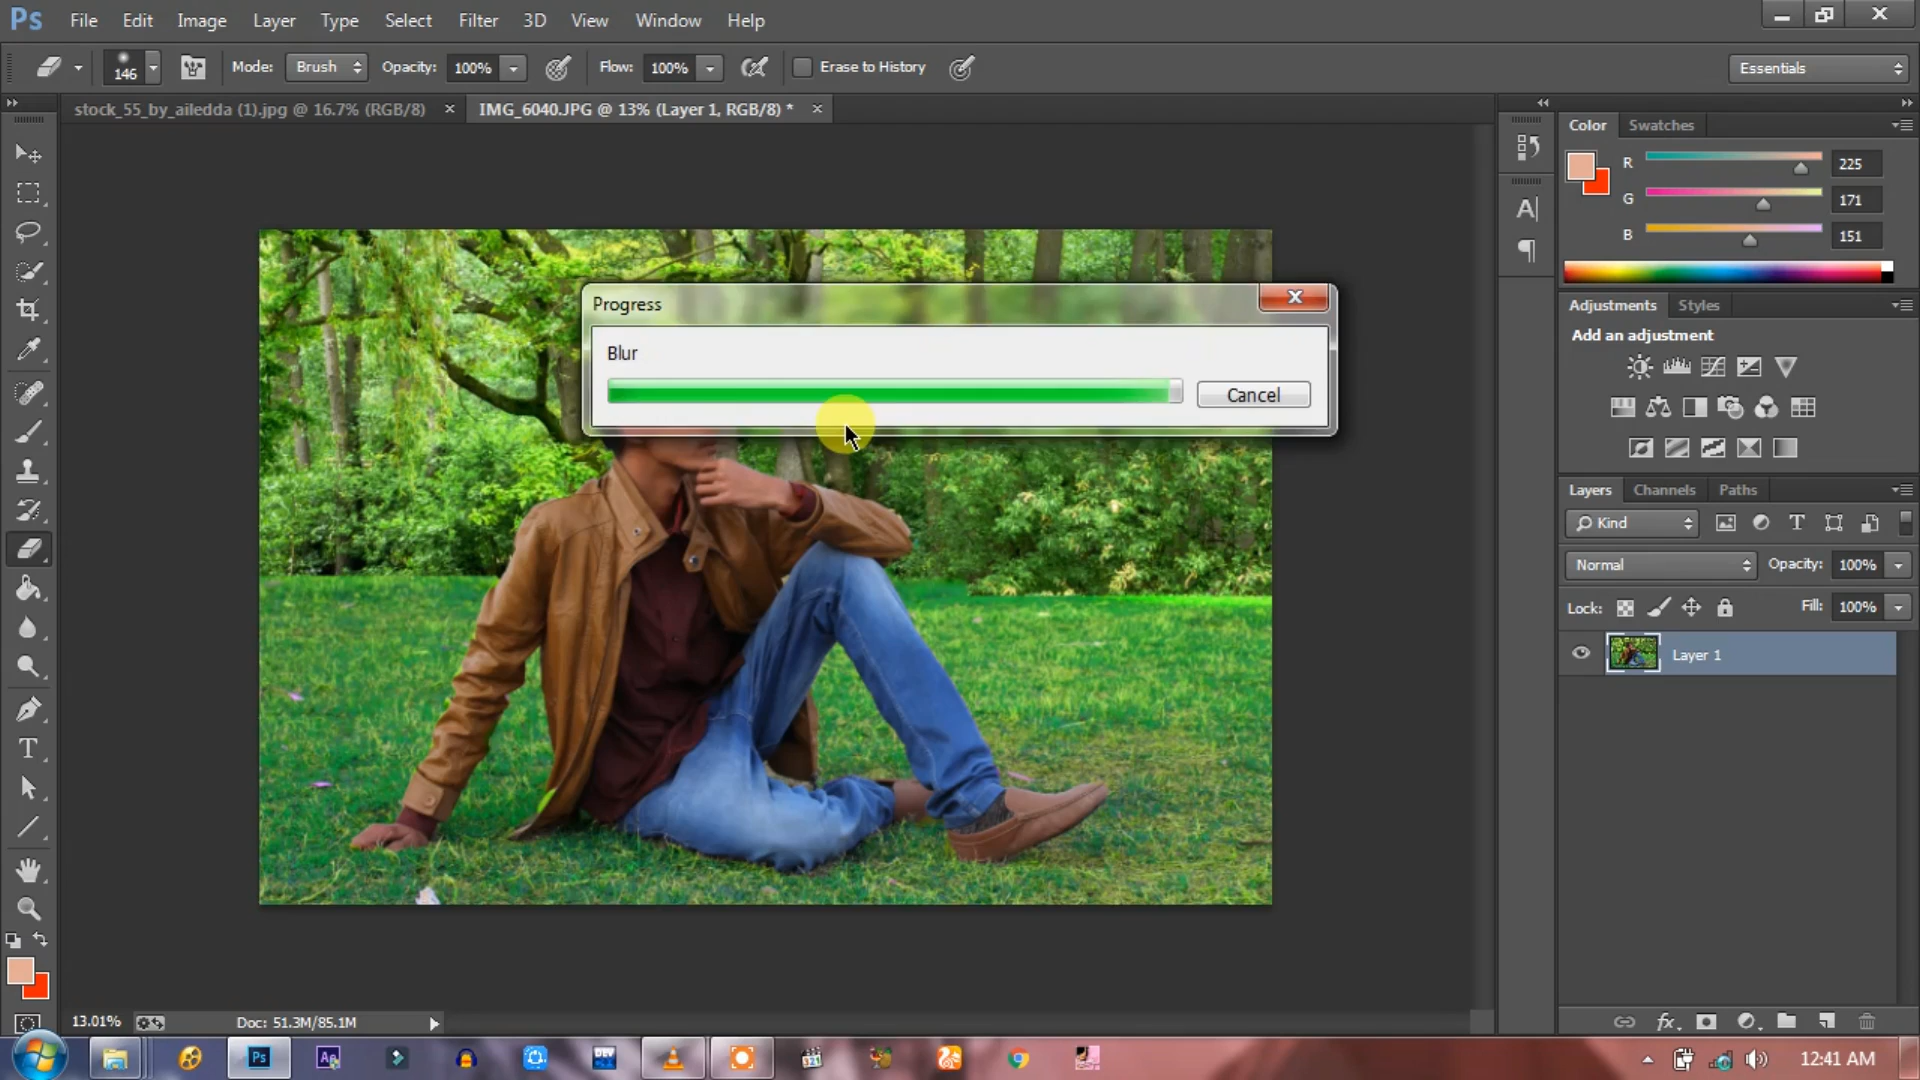 Ps File Edit Image Layer Type Select Filter 3D View Window Help
146 Mode: Brush Opacity: 100% Flow: 100% Erase to History Essentials
stock_55_by_ailedda (1).jpg @ 16.7% (RGB/8) × IMG_6040.JPG @ 13% (Layer 1, RGB/8) * ×
Color Swatches
R 225
G 171
B 151
Progress
Blur
Cancel
Adjustments Styles
Add an adjustment
Layers Channels Paths
Kind
Normal Opacity: 100%
Lock: Fill: 100%
Layer 1
13.01% Doc: 51.3M/85.1M
Ps Ae DEV 12:41 AM